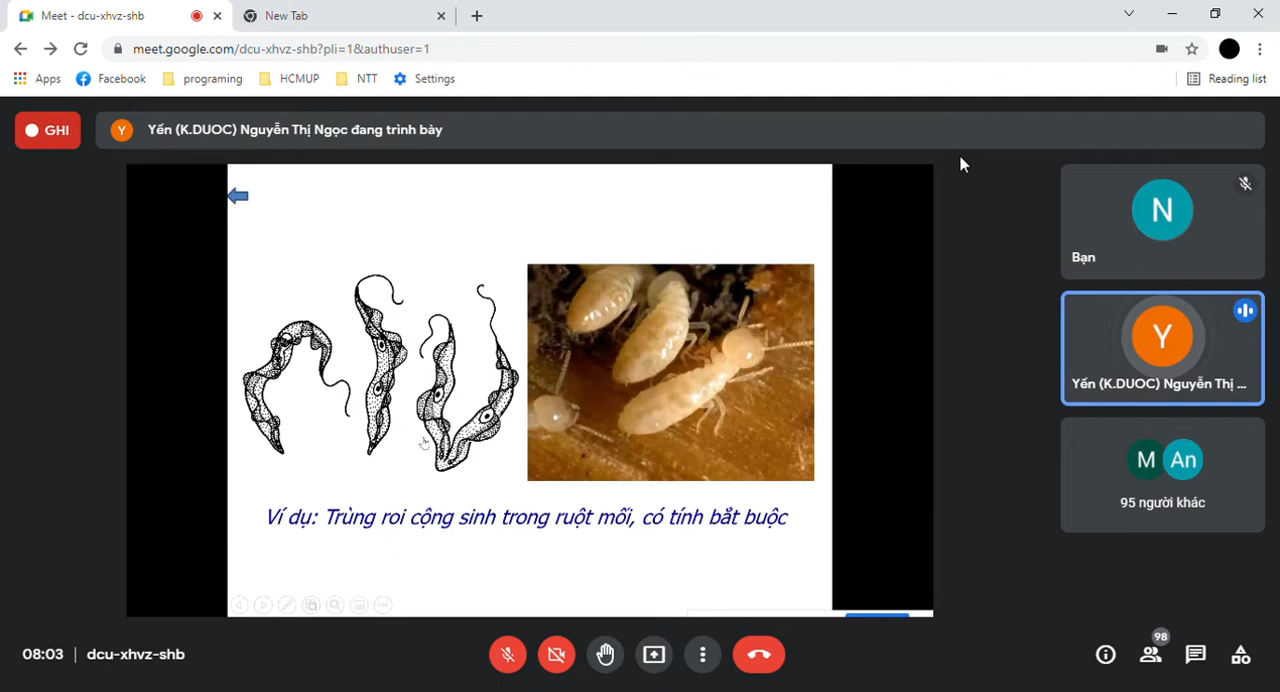 Meet - dcu-xhvz-shb
New Tab
meet.google.com/dcu-xhvz-shb?pli=1&authuser=1
Apps Facebook programing HCMUP NTT Settings Reading list
GHI
Y Yến (K.DUOC) Nguyễn Thị Ngọc đang trình bày
N
Bạn
Y
Yến (K.DUOC) Nguyễn Thị ...
M An
95 người khác
Ví dụ: Trùng roi cộng sinh trong ruột mối, có tính bắt buộc
08:03 | dcu-xhvz-shb
98